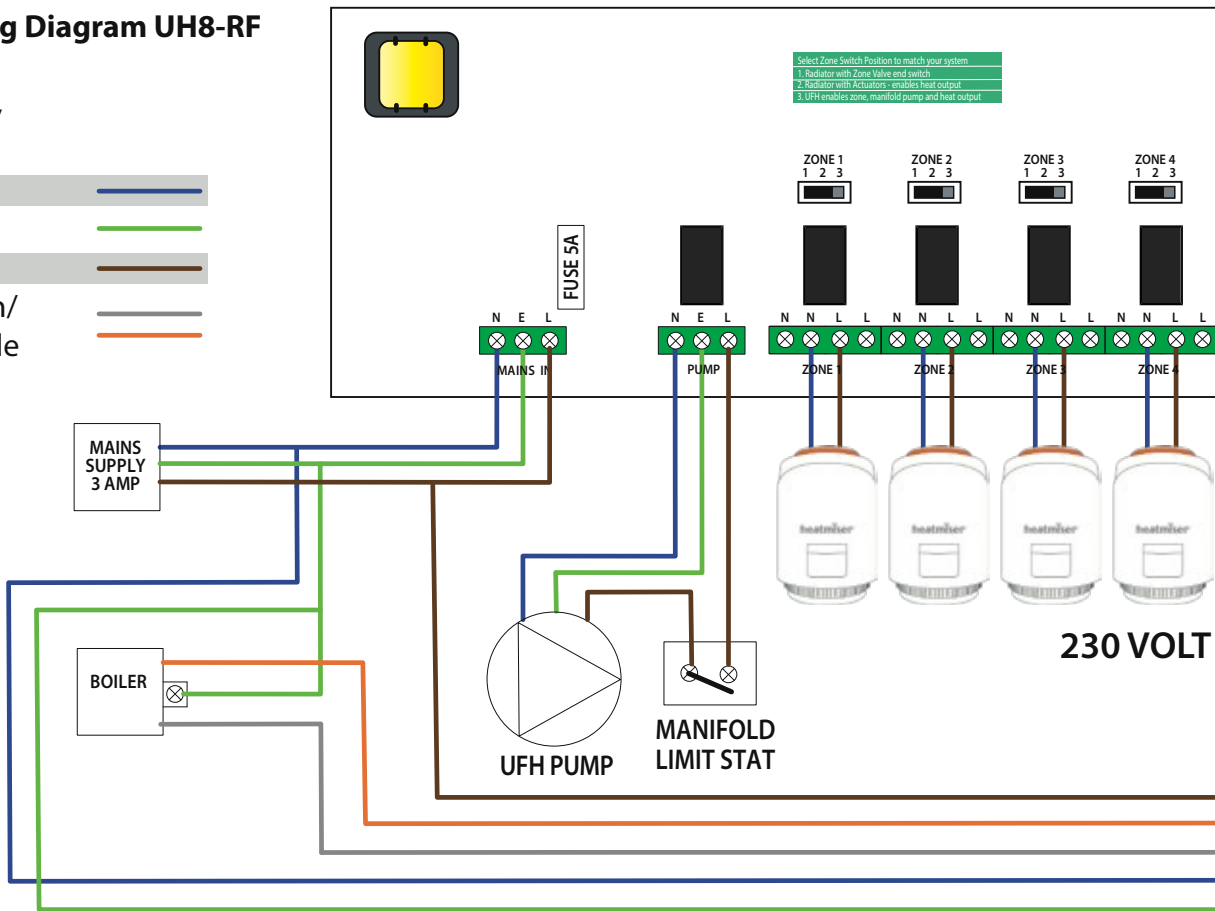 g Diagram UH8-RF
n/
le
Select Zone Switch Position to match your system
1. Radiator with Zone Valve end switch
2. Radiator with Actuators - enables heat output
3. UFH enables zone, manifold pump and heat output
ZONE 1
1 2 3
ZONE 2
1 2 3
ZONE 3
1 2 3
ZONE 4
1 2 3
FUSE 5A
N E L
MAINS IN
N E L
PUMP
N N L L
ZONE 1
N N L L
ZONE 2
N N L L
ZONE 3
N N L L
ZONE 4
MAINS
SUPPLY
3 AMP
heatmiser
heatmiser
heatmiser
heatmiser
230 VOLT
BOILER
UFH PUMP
MANIFOLD
LIMIT STAT